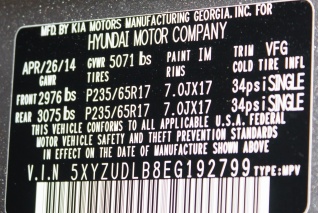 MFD. BY KIA MOTORS MANUFACTURING GEORGIA, INC. FOR
HYUNDAI MOTOR COMPANY
APR/26/14 GVWR 5071 lbs PAINT IM TRIM VFG
GAWR TIRES RIMS COLD TIRE INFL
FRONT 2976 lbs P235/65R17 7.0JX17 34psi SINGLE
REAR 3075 lbs P235/65R17 7.0JX17 34psi SINGLE
THIS VEHICLE CONFORMS TO ALL APPLICABLE U.S.A. FEDERAL
MOTOR VEHICLE SAFETY AND THEFT PREVENTION STANDARDS
IN EFFECT ON THE DATE OF MANUFACTURE SHOWN ABOVE.
V.I.N 5XYZUDLB8EG192799 TYPE: MPV